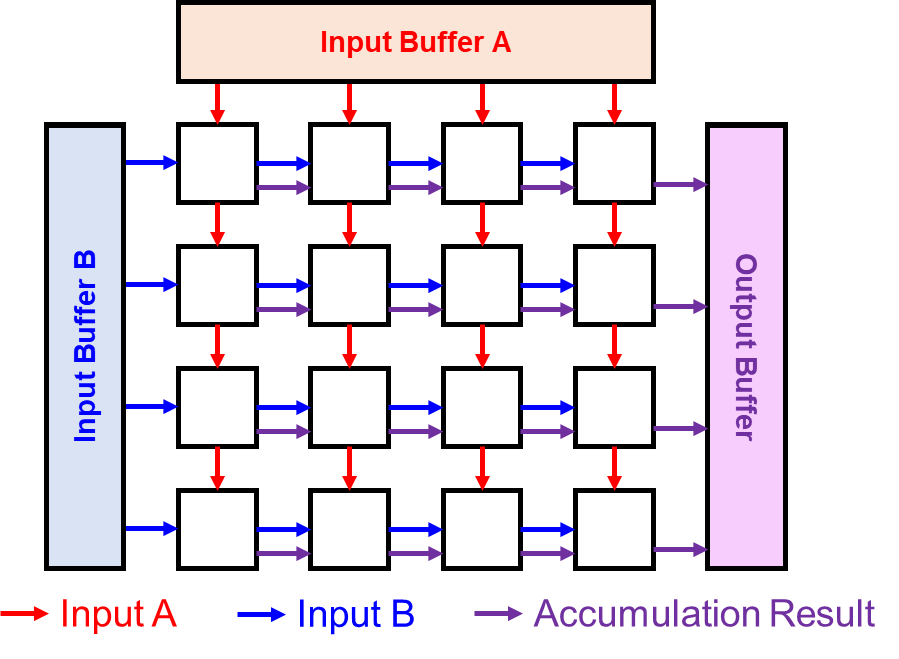 Input Buffer A
Input Buffer B
Output Buffer
Input A
Input B
Accumulation Result